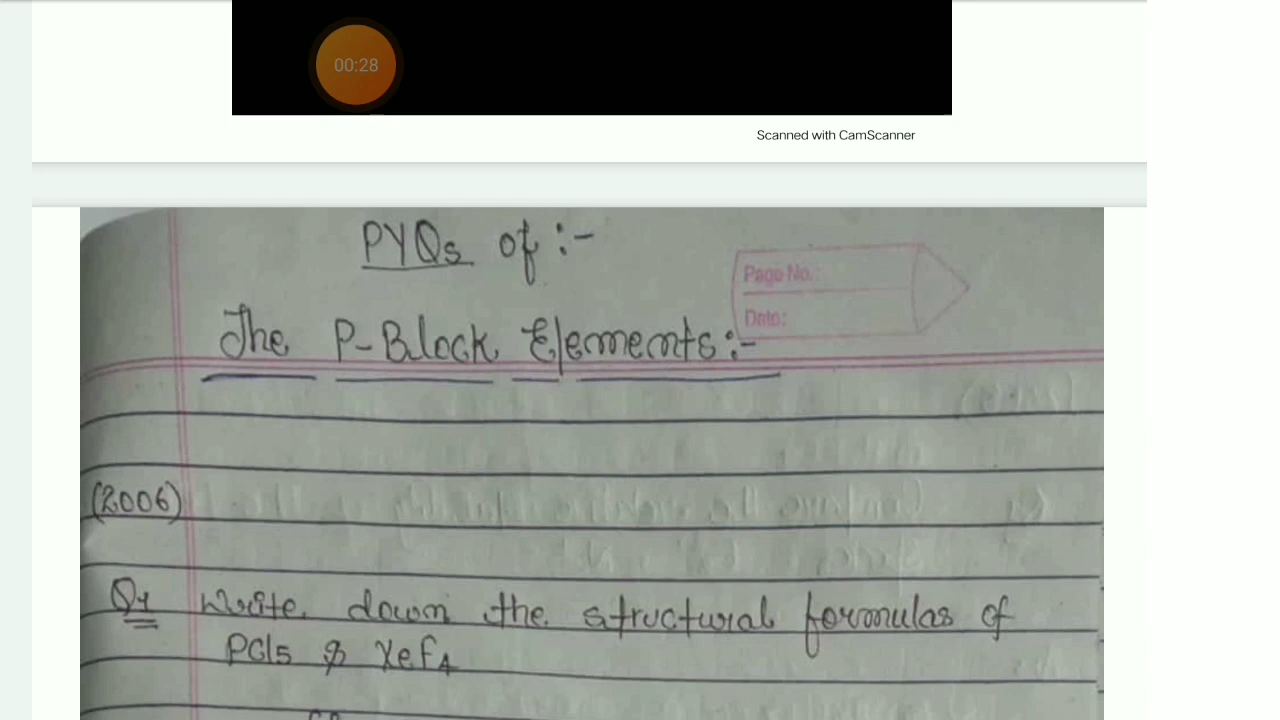 00:28
Scanned with CamScanner
PYQs of :-
Page No.:
Date:
The P-Block Elements:-
(2006)
Q1 Write down the structural formulas of
PCl5 & XeF4